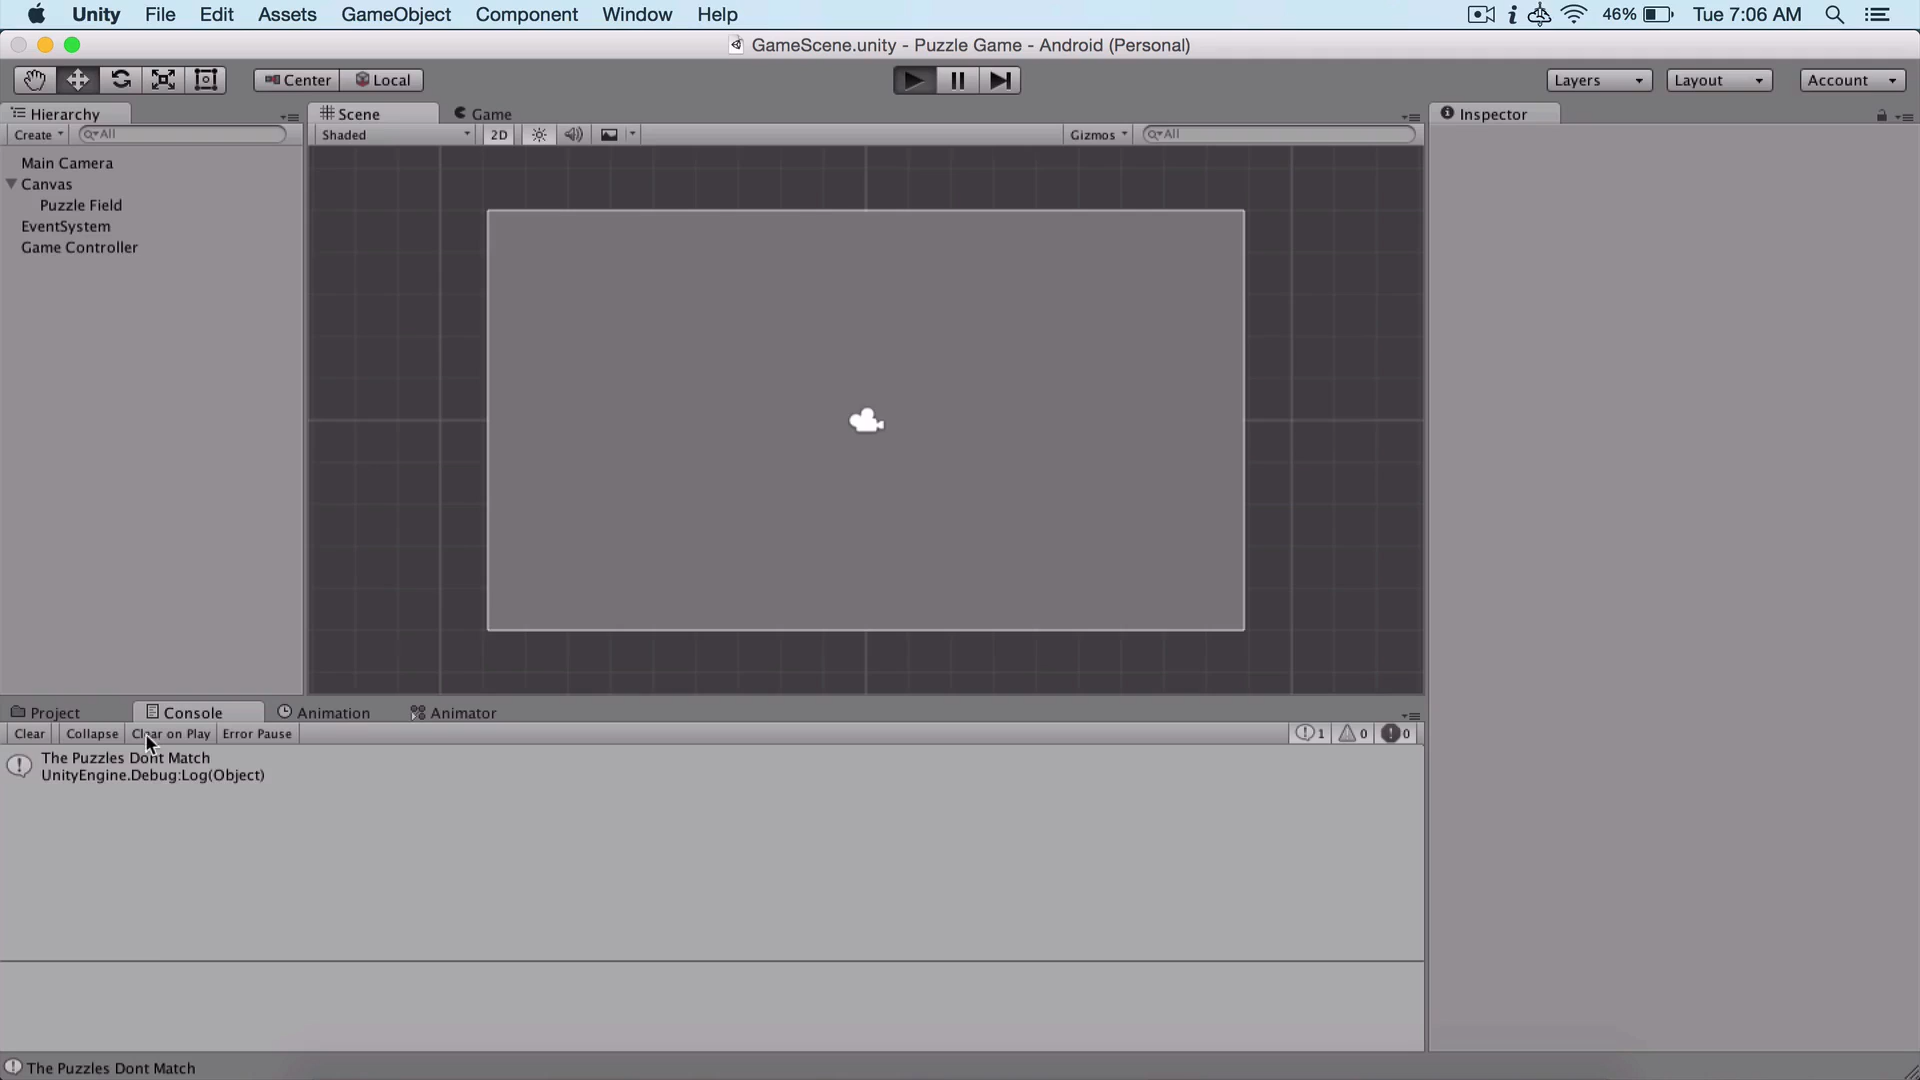 Unity File Edit Assets GameObject Component Window Help 46% Tue 7:06 AM
GameScene.unity - Puzzle Game - Android (Personal)
Center Local Layers Layout Account
Hierarchy Scene Game Inspector
Create All Shaded 2D Gizmos All
Main Camera
Canvas
Puzzle Field
EventSystem
Game Controller
Project Console Animation Animator
Clear Collapse Clear on Play Error Pause 1 0 0
The Puzzles Dont Match
UnityEngine.Debug:Log(Object)
The Puzzles Dont Match